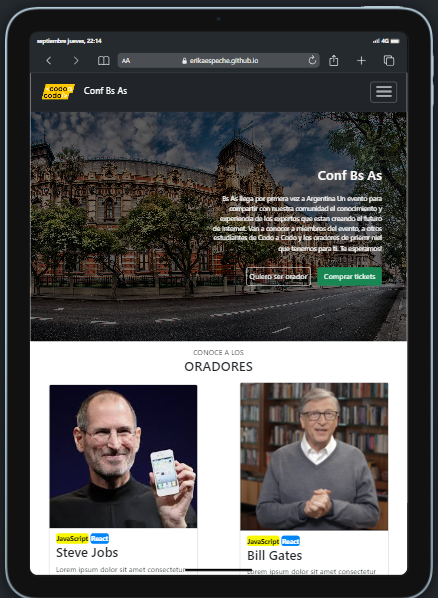 septiembre jueves, 22:14
4G
AA
erikaespeche.github.io
codo
codo
Conf Bs As
Conf Bs As
Bs As llega por primera vez a Argentina Un evento para
compartir con nuestra comunidad el conocimiento y
experiencia de los expertos que estan creando el futuro
de internet. Van a conocer a miembros del evento, a otros
estudiantes de Codo a Codo y los oradores de primer nivel
que tenemos para ti. Te esperamos!
Quiero ser orador
Comprar tickets
CONOCE A LOS
ORADORES
JavaScript React
Steve Jobs
Lorem ipsum dolor sit amet consectetur
JavaScript React
Bill Gates
Lorem ipsum dolor sit amet consectetur